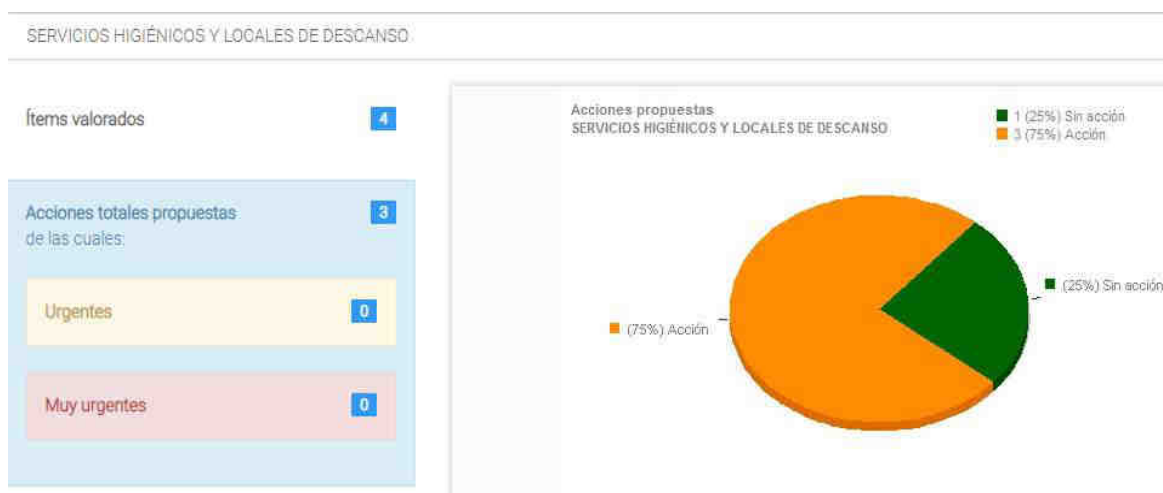 SERVICIOS HIGIÉNICOS Y LOCALES DE DESCANSO
Ítems valorados
4
Acciones totales propuestas
3
de las cuales:
Urgentes
0
Muy urgentes
0
Acciones propuestas
SERVICIOS HIGIÉNICOS Y LOCALES DE DESCANSO
1 (25%) Sin acción
3 (75%) Acción
(25%) Sin acción
(75%) Acción